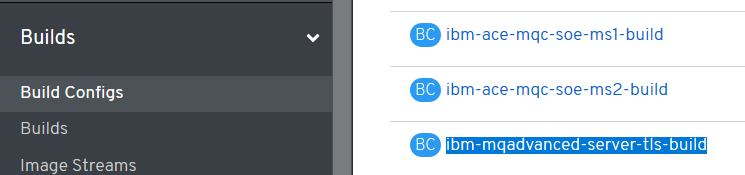 Builds
Build Configs
Builds
Image Streams
BC ibm-ace-mqc-soe-ms1-build
BC ibm-ace-mqc-soe-ms2-build
BC ibm-mqadvanced-server-tls-build